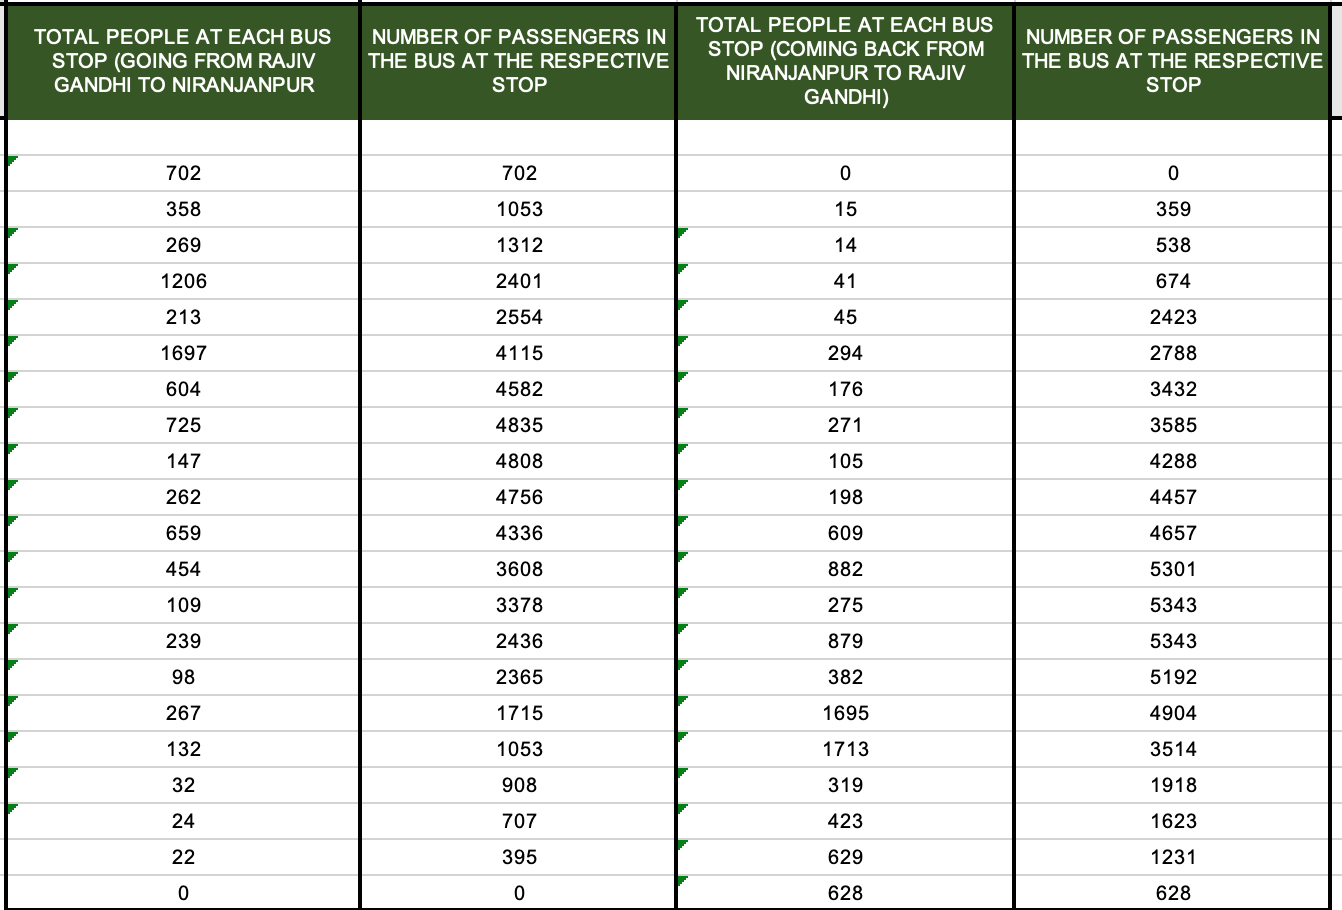 TOTAL PEOPLE AT EACH BUS
STOP (GOING FROM RAJIV
GANDHI TO NIRANJANPUR
NUMBER OF PASSENGERS IN
THE BUS AT THE RESPECTIVE
STOP
TOTAL PEOPLE AT EACH BUS
STOP (COMING BACK FROM
NIRANJANPUR TO RAJIV
GANDHI)
NUMBER OF PASSENGERS IN
THE BUS AT THE RESPECTIVE
STOP
702 702 0 0
358 1053 15 359
269 1312 14 538
1206 2401 41 674
213 2554 45 2423
1697 4115 294 2788
604 4582 176 3432
725 4835 271 3585
147 4808 105 4288
262 4756 198 4457
659 4336 609 4657
454 3608 882 5301
109 3378 275 5343
239 2436 879 5343
98 2365 382 5192
267 1715 1695 4904
132 1053 1713 3514
32 908 319 1918
24 707 423 1623
22 395 629 1231
0 0 628 628